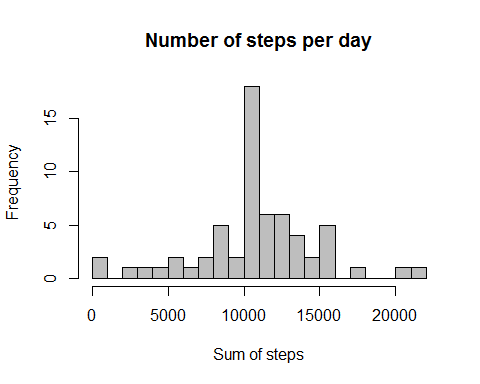 Number of steps per day
Frequency
15
10
5
0
0 5000 10000 15000 20000
Sum of steps